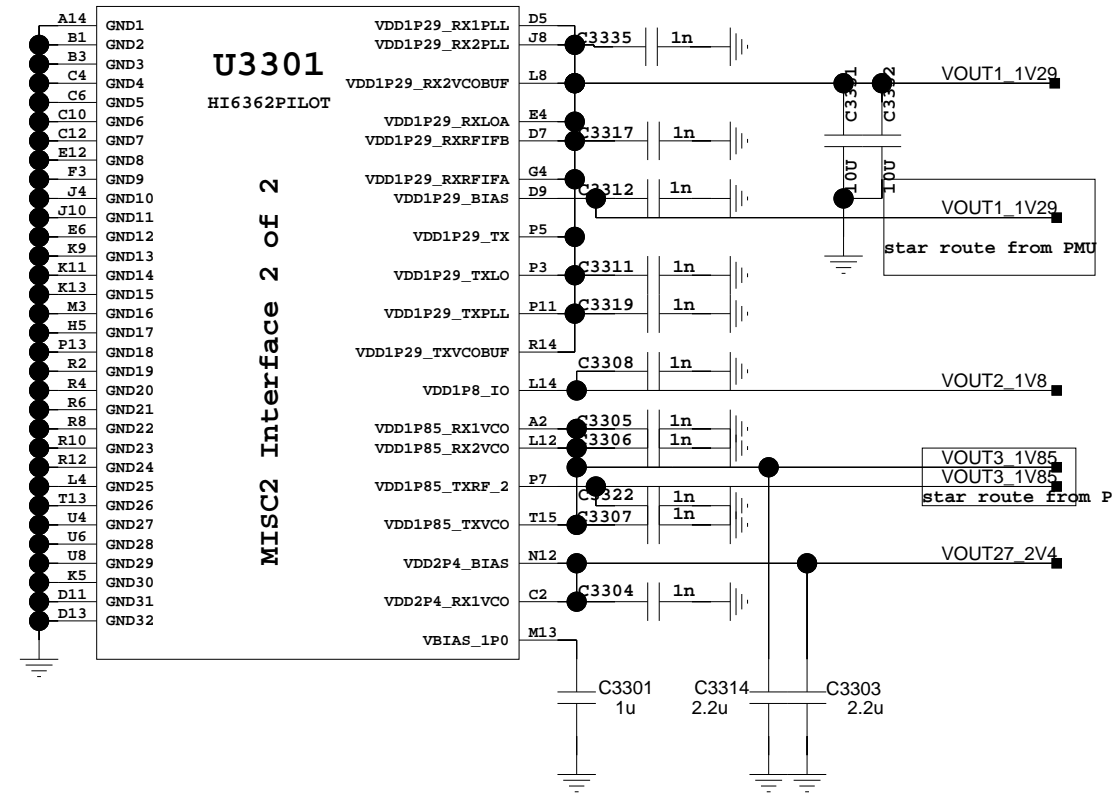 U3301
HI6362PILOT
MISC2 Interface 2 of 2
A14 GND1
B1 GND2
B3 GND3
C4 GND4
C6 GND5
C10 GND6
C12 GND7
E12 GND8
F3 GND9
J4 GND10
J10 GND11
E6 GND12
K9 GND13
K11 GND14
K13 GND15
M3 GND16
H5 GND17
P13 GND18
R2 GND19
R4 GND20
R6 GND21
R8 GND22
R10 GND23
R12 GND24
L4 GND25
T13 GND26
U4 GND27
U6 GND28
U8 GND29
K5 GND30
D11 GND31
D13 GND32
VDD1P29_RX1PLL D5
VDD1P29_RX2PLL J8 C3335 1n
VDD1P29_RX2VCOBUF L8 VOUT1_1V29
VDD1P29_RXLOA E4
VDD1P29_RXRFIFB D7 C3317 1n
VDD1P29_RXRFIFA G4
VDD1P29_BIAS D9 C3312 1n
VOUT1_1V29
star route from PMU
10U 10U
VDD1P29_TX P5
VDD1P29_TXLO P3 C3311 1n
VDD1P29_TXPLL P11 C3319 1n
VDD1P29_TXVCOBUF R14
C3308 1n
VDD1P8_IO L14 VOUT2_1V8
VDD1P85_RX1VCO A2 C3305 1n
VDD1P85_RX2VCO L12 C3306 1n
VOUT3_1V85
VDD1P85_TXRF_2 P7 VOUT3_1V85
C3322 1n
star route from P
VDD1P85_TXVCO T15 C3307 1n
VDD2P4_BIAS N12 VOUT27_2V4
VDD2P4_RX1VCO C2 C3304 1n
VBIAS_1P0 M13
C3301
1u
C3314
2.2u
C3303
2.2u